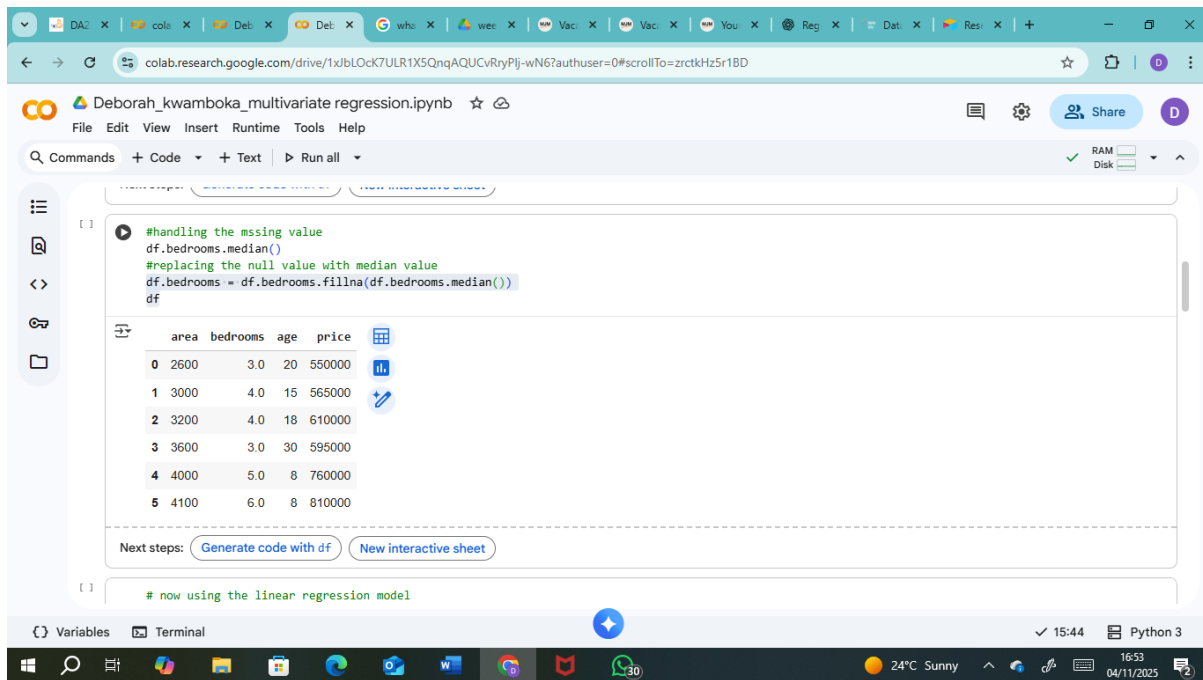 DA2
cola
Deb
Deb
wha
wee
Vac
Vac
You
Reg
Dat
Res
colab.research.google.com/drive/1xJbLOcK7ULR1X5QnqAQUCvRryPlj-wN6?authuser=0#scrollTo=zrctkHz5r1BD
D
Deborah_kwamboka_multivariate regression.ipynb
Share
D
File Edit View Insert Runtime Tools Help
Commands + Code + Text Run all
RAM
Disk
[ ]
#handling the mssing value
df.bedrooms.median()
#replacing the null value with median value
df.bedrooms = df.bedrooms.fillna(df.bedrooms.median())
df
area bedrooms age price
0 2600 3.0 20 550000
1 3000 4.0 15 565000
2 3200 4.0 18 610000
3 3600 3.0 30 595000
4 4000 5.0 8 760000
5 4100 6.0 8 810000
Next steps: Generate code with df New interactive sheet
[ ]
# now using the linear regression model
{} Variables Terminal
15:44 Python 3
30
24°C Sunny
16:53
04/11/2025
2